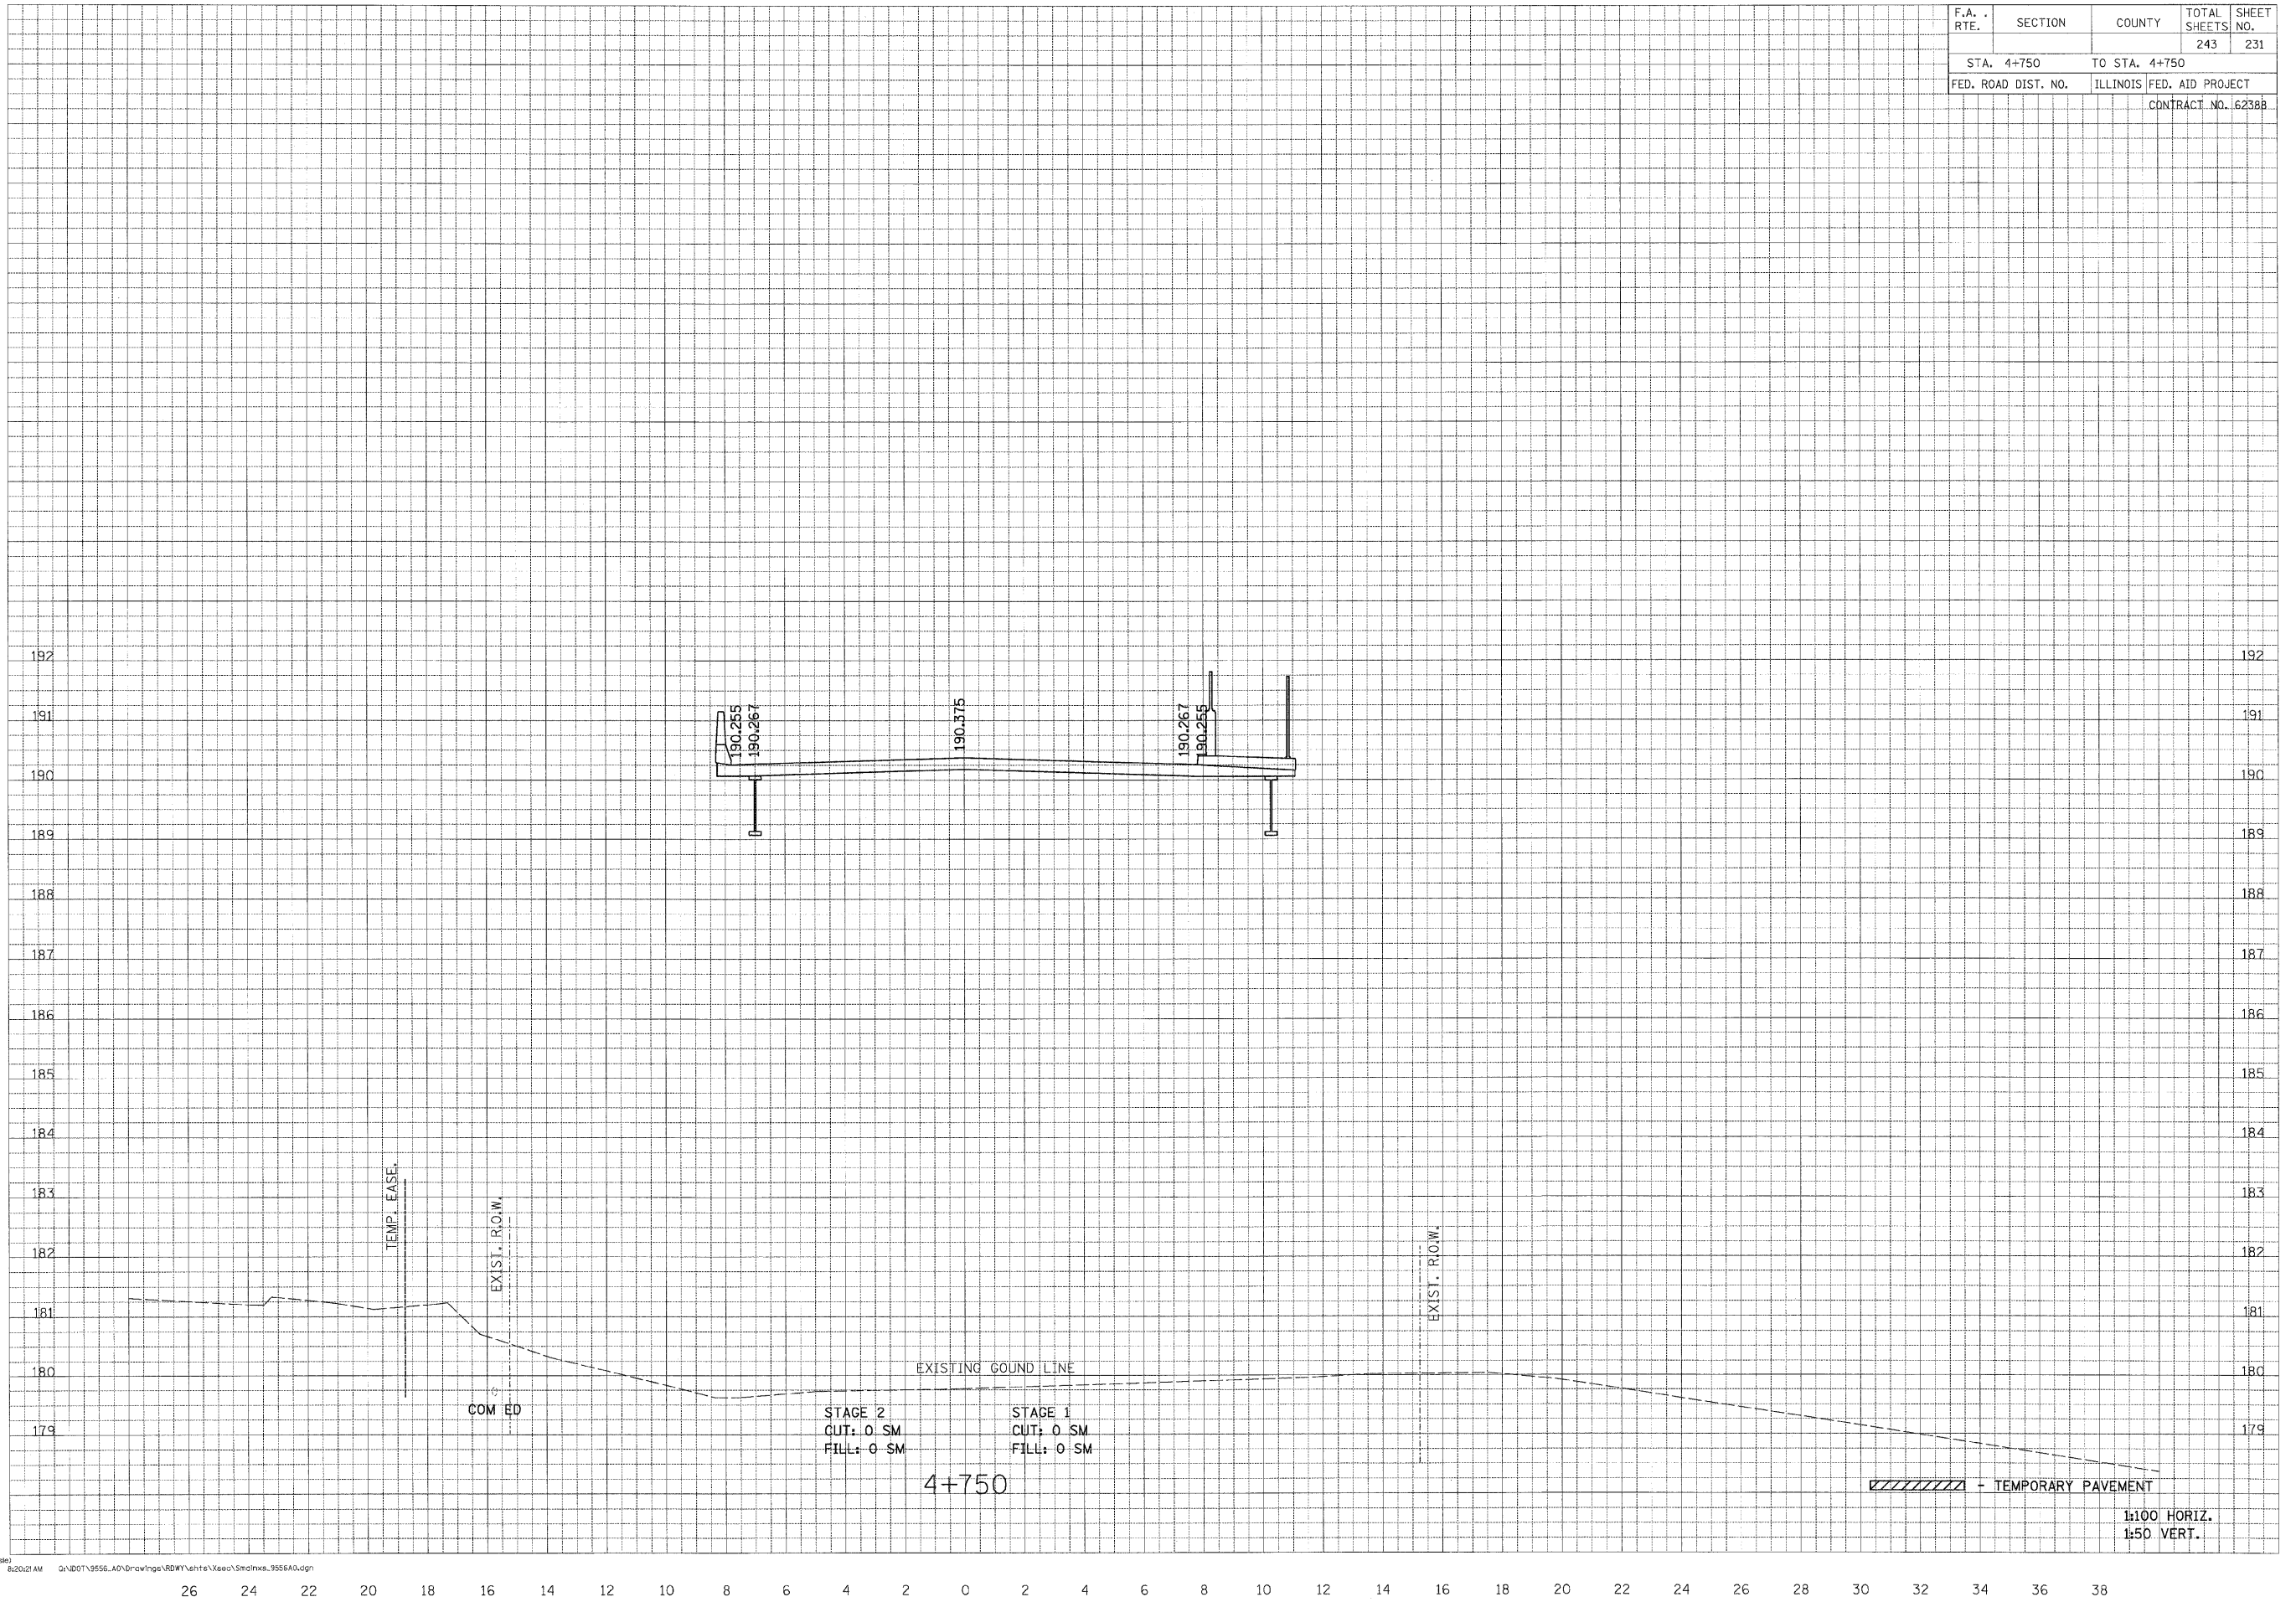 F.A. . RTE. SECTION COUNTY TOTAL SHEETS SHEET NO.
243 231
STA. 4+750 TO STA. 4+750
FED. ROAD DIST. NO. ILLINOIS FED. AID PROJECT
CONTRACT NO. 62388
192 192
191 190.255 190.267 190.375 190.267 190.255 191
190 190
189 189
188 188
187 187
186 186
185 185
184 184
183 TEMP. EASE. EXIST. R.O.W. 183
182 EXIST. R.O.W. 182
181 181
180 EXISTING GOUND LINE 180
COM ED
STAGE 2 STAGE 1
CUT: 0 SM CUT: 0 SM
179 179
FILL: 0 SM FILL: 0 SM
4+750
- TEMPORARY PAVEMENT
1:100 HORIZ.
1:50 VERT.
8:20:21 AM
26 24 22 20 18 16 14 12 10 8 6 4 2 0 2 4 6 8 10 12 14 16 18 20 22 24 26 28 30 32 34 36 38